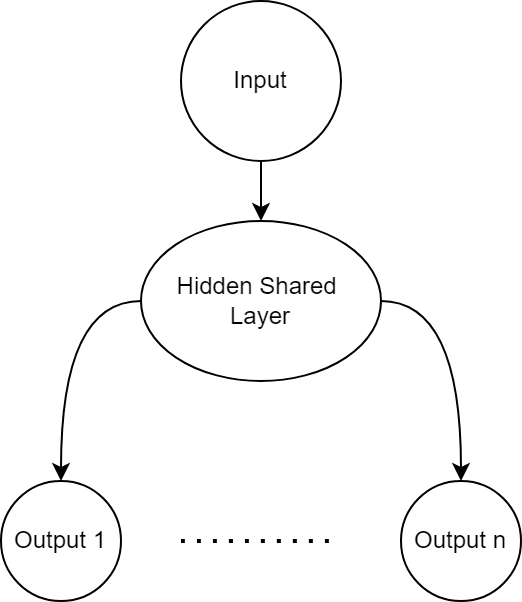 Input
Hidden Shared
Layer
Output 1
Output n